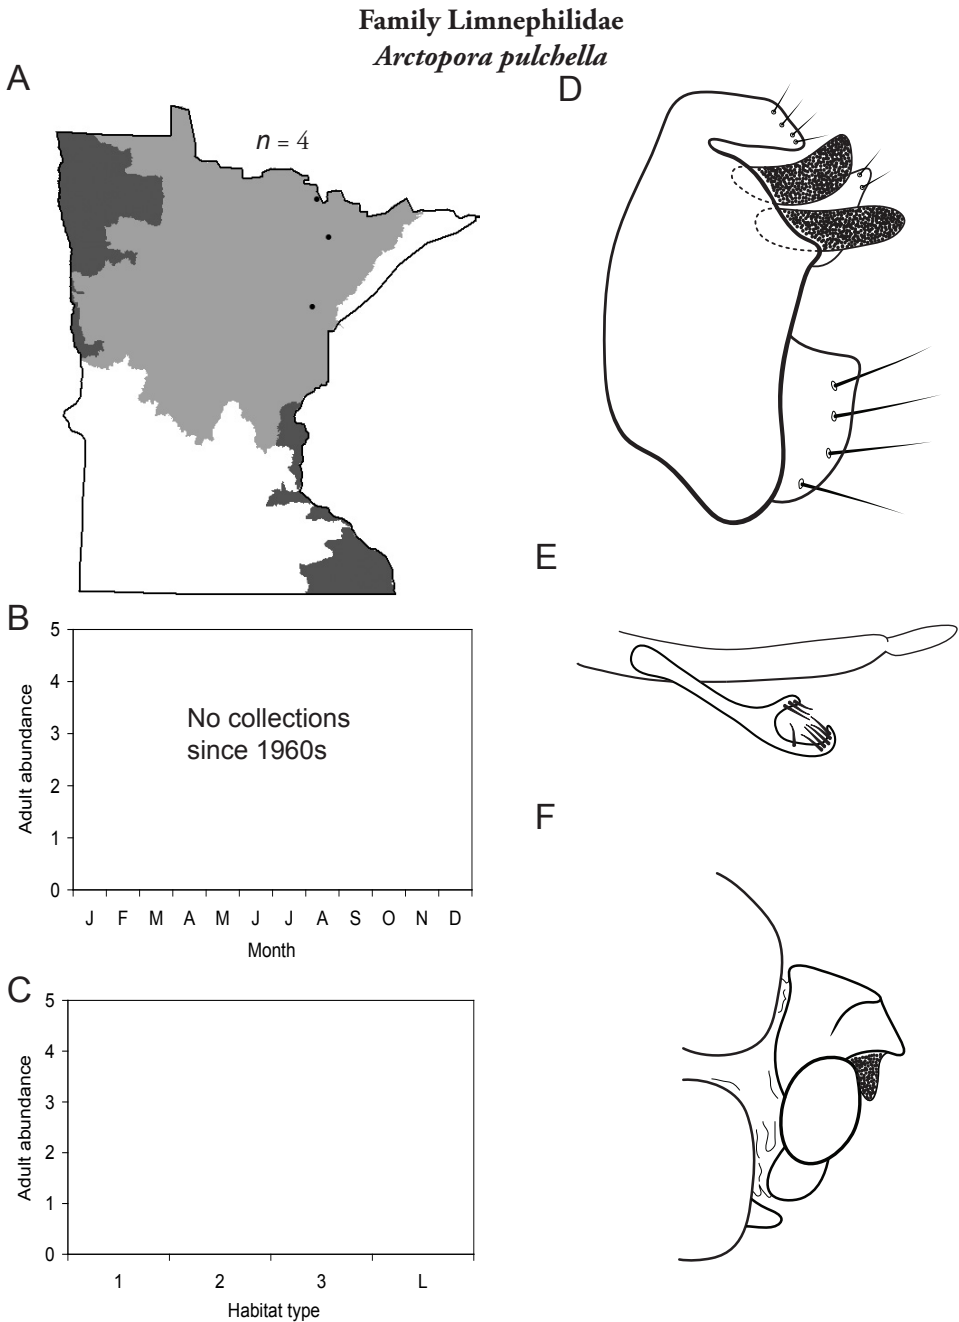 Family Limnephilidae
Arctopora pulchella
A
n = 4
B
5
4
3
2
1
0
Adult abundance
No collections
since 1960s
J F M A M J J A S O N D
Month
C
5
4
3
2
1
0
Adult abundance
1 2 3 L
Habitat type
D
E
F